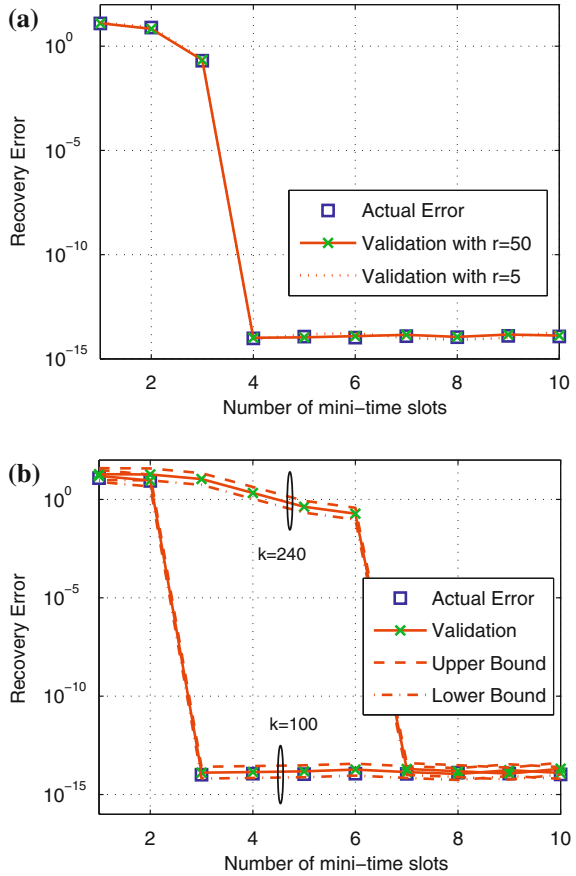 (a)
10^0
10^-5
10^-10
10^-15
Recovery Error
Actual Error
Validation with r=50
Validation with r=5
2 4 6 8 10
Number of mini-time slots
(b)
10^0
10^-5
10^-10
10^-15
Recovery Error
k=240
k=100
Actual Error
Validation
Upper Bound
Lower Bound
2 4 6 8 10
Number of mini-time slots